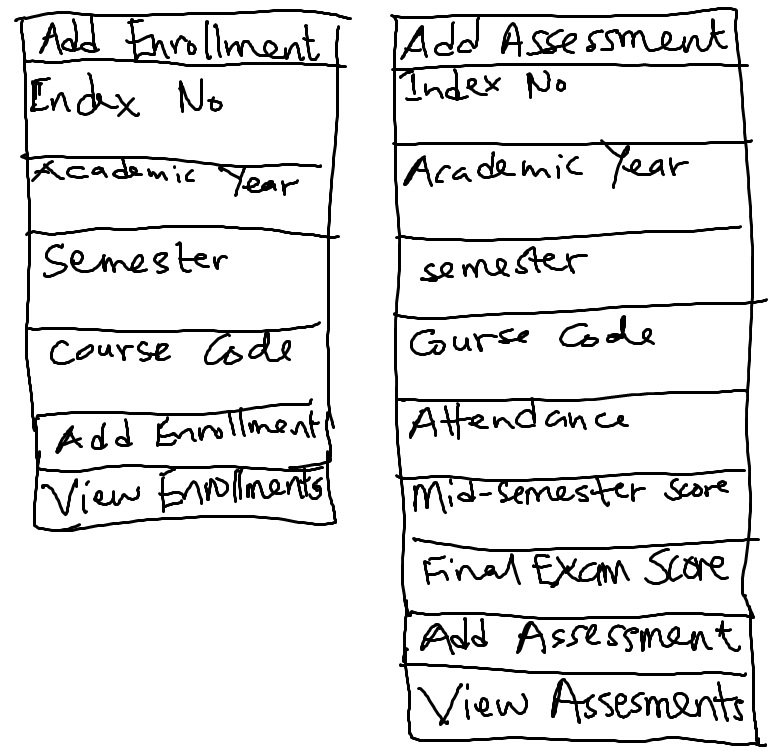 Add Enrollment
Index No
Academic Year
Semester
Course Code
Add Enrollment
View Enrollments
Add Assessment
Index No
Academic Year
semester
Course Code
Attendance
Mid-semester score
Final Exam Score
Add Assessment
View Assesments